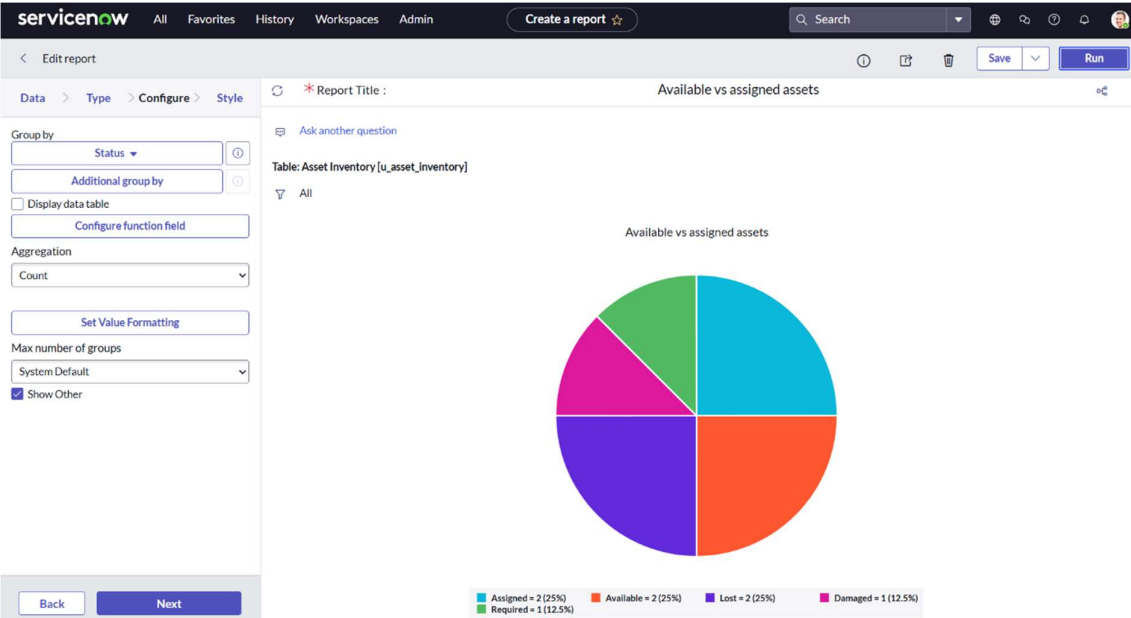 servicenow All Favorites History Workspaces Admin Create a report Search
Edit report Save Run
Data Type Configure Style
* Report Title : Available vs assigned assets
Ask another question
Group by
Status
Additional group by
Display data table
Configure function field
Aggregation
Count
Set Value Formatting
Max number of groups
System Default
Show Other
Back Next
Table: Asset Inventory [u_asset_inventory]
All
Available vs assigned assets
Assigned = 2 (25%) Available = 2 (25%) Lost = 2 (25%) Damaged = 1 (12.5%)
Required = 1 (12.5%)